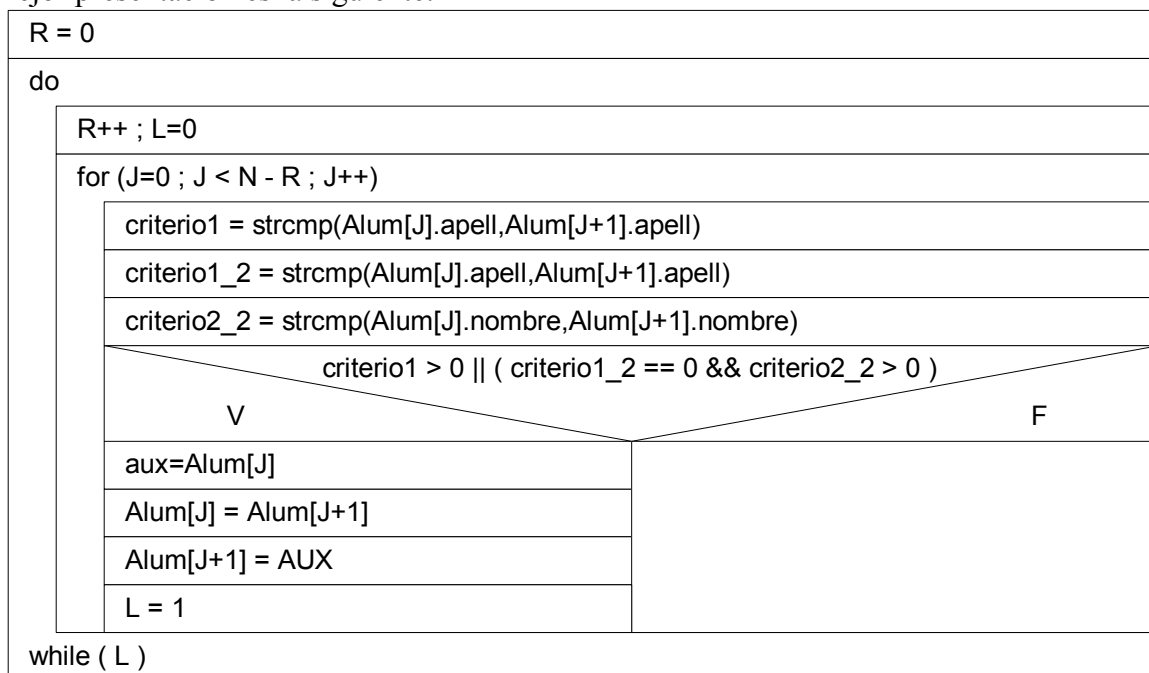 R = 0
do
R++ ; L=0
for (J=0 ; J < N - R ; J++)
criterio1 = strcmp(Alum[J].apell,Alum[J+1].apell)
criterio1_2 = strcmp(Alum[J].apell,Alum[J+1].apell)
criterio2_2 = strcmp(Alum[J].nombre,Alum[J+1].nombre)
criterio1 > 0 || ( criterio1_2 == 0 && criterio2_2 > 0 )
V F
aux=Alum[J]
Alum[J] = Alum[J+1]
Alum[J+1] = AUX
L = 1
while ( L )